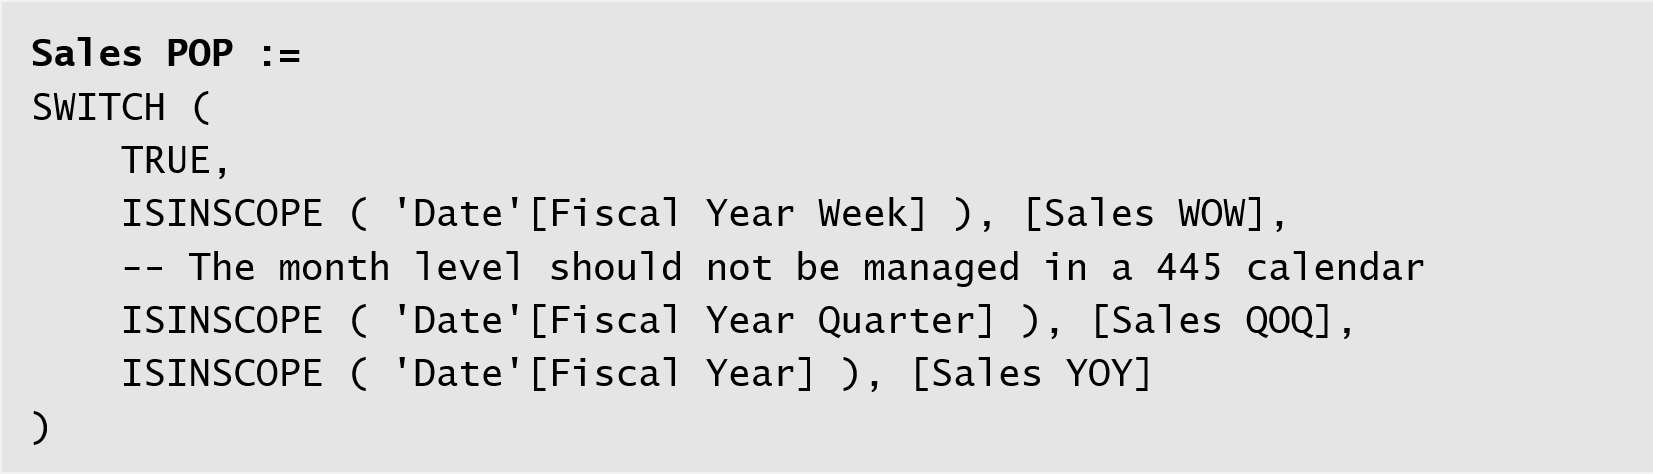 Sales POP :=
SWITCH (
    TRUE,
    ISINSCOPE ( 'Date'[Fiscal Year Week] ), [Sales WOW],
    -- The month level should not be managed in a 445 calendar
    ISINSCOPE ( 'Date'[Fiscal Year Quarter] ), [Sales QOQ],
    ISINSCOPE ( 'Date'[Fiscal Year] ), [Sales YOY]
)